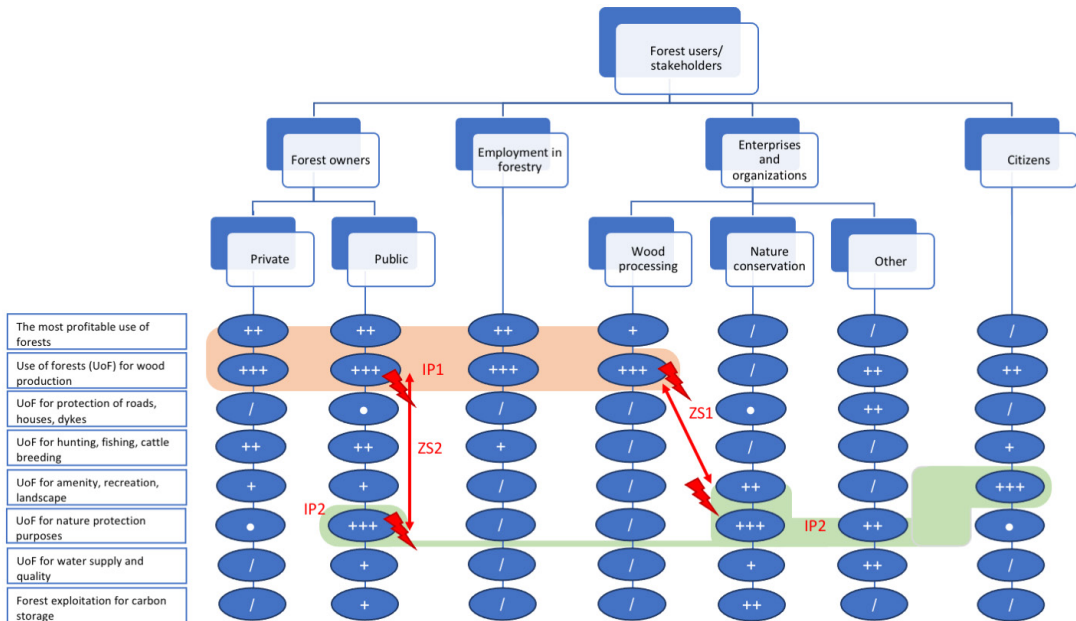 Forest users/
stakeholders
Forest owners
Employment in
forestry
Enterprises and
organizations
Citizens
Private
Public
Wood
processing
Nature
conservation
Other
The most profitable use of
forests
++ ++ ++ + / / /
Use of forests (UoF) for wood
production
+++ +++ IP1 +++ +++ / / ++
UoF for protection of roads,
houses, dykes
/ ● / / ZS1 ● ++ /
UoF for hunting, fishing, cattle
breeding
++ / ZS2 + / / / +
UoF for amenity, recreation,
landscape
+ + / / ++ / +++
UoF for nature protection
purposes
● IP2 +++ / / +++ IP2 ++ ●
UoF for water supply and
quality
/ + / / + ++ /
Forest exploitation for carbon
storage
/ + / / ++ / /